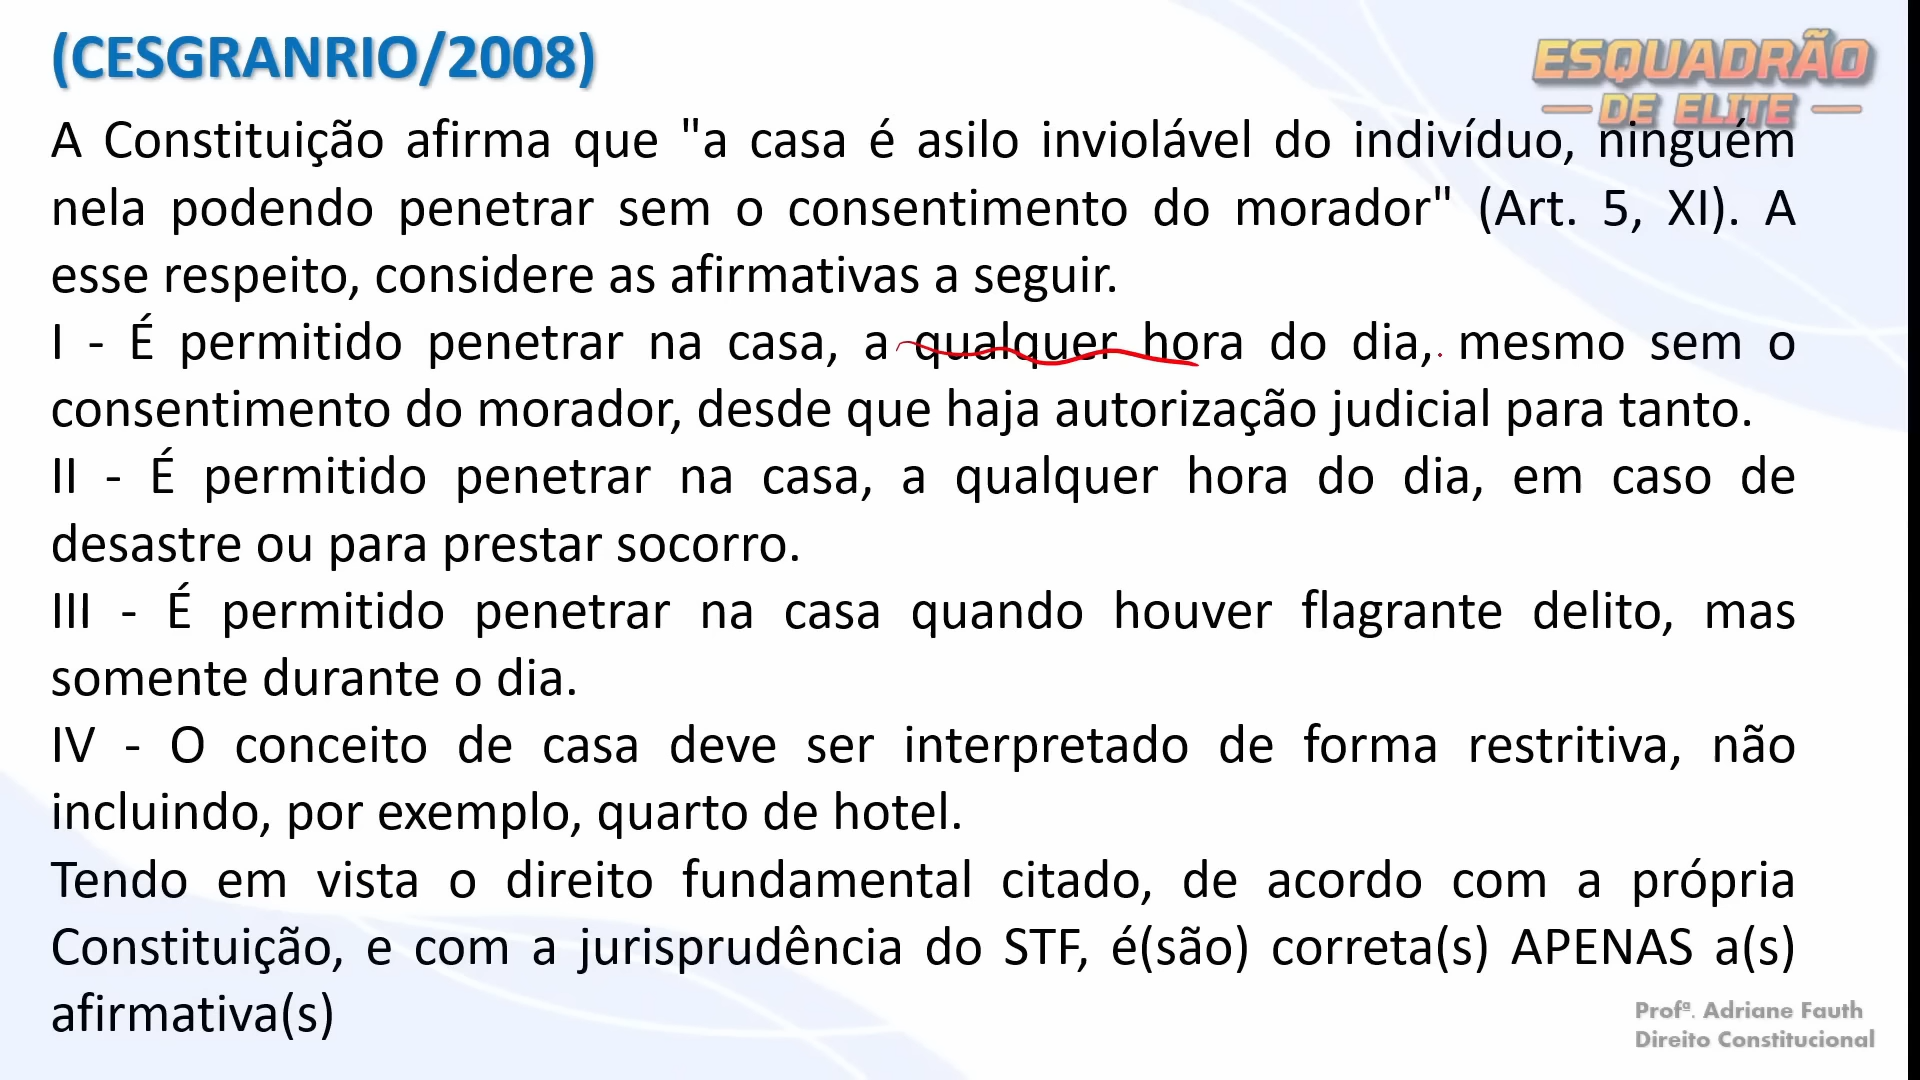 (CESGRANRIO/2008)
ESQUADRÃO
DE ELITE
A Constituição afirma que "a casa é asilo inviolável do indivíduo, ninguém
nela podendo penetrar sem o consentimento do morador" (Art. 5, XI). A
esse respeito, considere as afirmativas a seguir.
I - É permitido penetrar na casa, a qualquer hora do dia, mesmo sem o
consentimento do morador, desde que haja autorização judicial para tanto.
II - É permitido penetrar na casa, a qualquer hora do dia, em caso de
desastre ou para prestar socorro.
III - É permitido penetrar na casa quando houver flagrante delito, mas
somente durante o dia.
IV - O conceito de casa deve ser interpretado de forma restritiva, não
incluindo, por exemplo, quarto de hotel.
Tendo em vista o direito fundamental citado, de acordo com a própria
Constituição, e com a jurisprudência do STF, é(são) correta(s) APENAS a(s)
afirmativa(s)
Profª. Adriane Fauth
Direito Constitucional